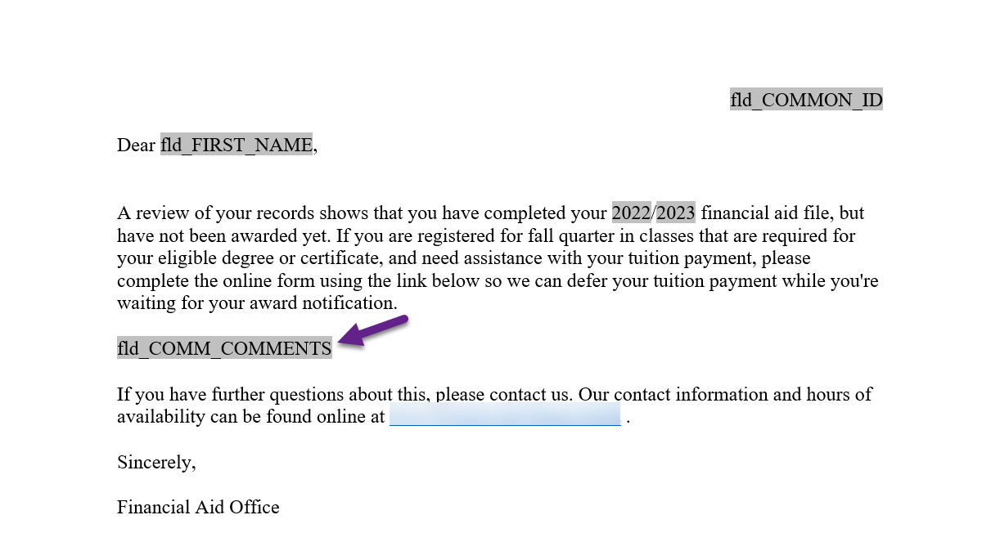 fld_COMMON_ID
Dear fld_FIRST_NAME,
A review of your records shows that you have completed your 2022/2023 financial aid file, but
have not been awarded yet. If you are registered for fall quarter in classes that are required for
your eligible degree or certificate, and need assistance with your tuition payment, please
complete the online form using the link below so we can defer your tuition payment while you're
waiting for your award notification.
fld_COMM_COMMENTS
If you have further questions about this, please contact us. Our contact information and hours of
availability can be found online at .
Sincerely,
Financial Aid Office